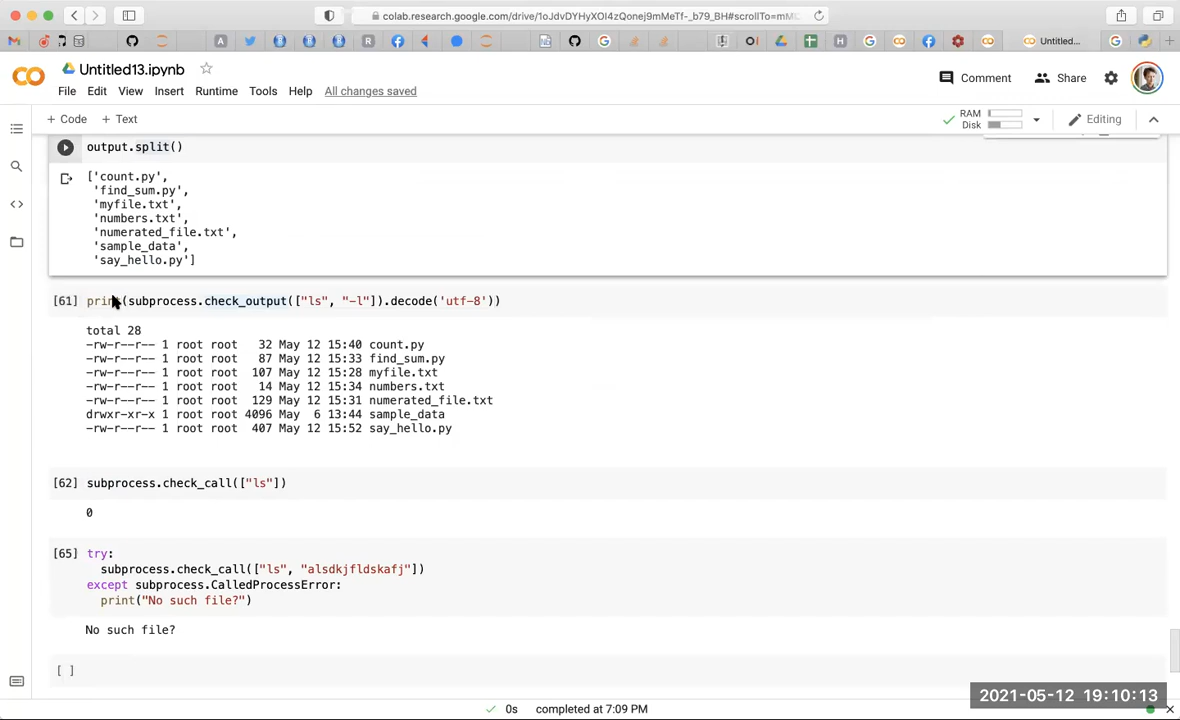 colab.research.google.com/drive/1oJdvDYHyXOI4zQonej9mMeTf-_b79_BH#scrollTo=mM
Untitled...
Untitled13.ipynb
Comment
Share
File Edit View Insert Runtime Tools Help All changes saved
+ Code + Text
RAM
Disk
Editing
output.split()
['count.py',
'find_sum.py',
'myfile.txt',
'numbers.txt',
'numerated_file.txt',
'sample_data',
'say_hello.py']
[61] print(subprocess.check_output(["ls", "-l"]).decode('utf-8'))
total 28
-rw-r--r-- 1 root root 32 May 12 15:40 count.py
-rw-r--r-- 1 root root 87 May 12 15:33 find_sum.py
-rw-r--r-- 1 root root 107 May 12 15:28 myfile.txt
-rw-r--r-- 1 root root 14 May 12 15:34 numbers.txt
-rw-r--r-- 1 root root 129 May 12 15:31 numerated_file.txt
drwxr-xr-x 1 root root 4096 May 6 13:44 sample_data
-rw-r--r-- 1 root root 407 May 12 15:52 say_hello.py
[62] subprocess.check_call(["ls"])
0
[65] try:
subprocess.check_call(["ls", "alsdkjfldskafj"])
except subprocess.CalledProcessError:
print("No such file?")
No such file?
[ ]
0s completed at 7:09 PM
2021-05-12 19:10:13